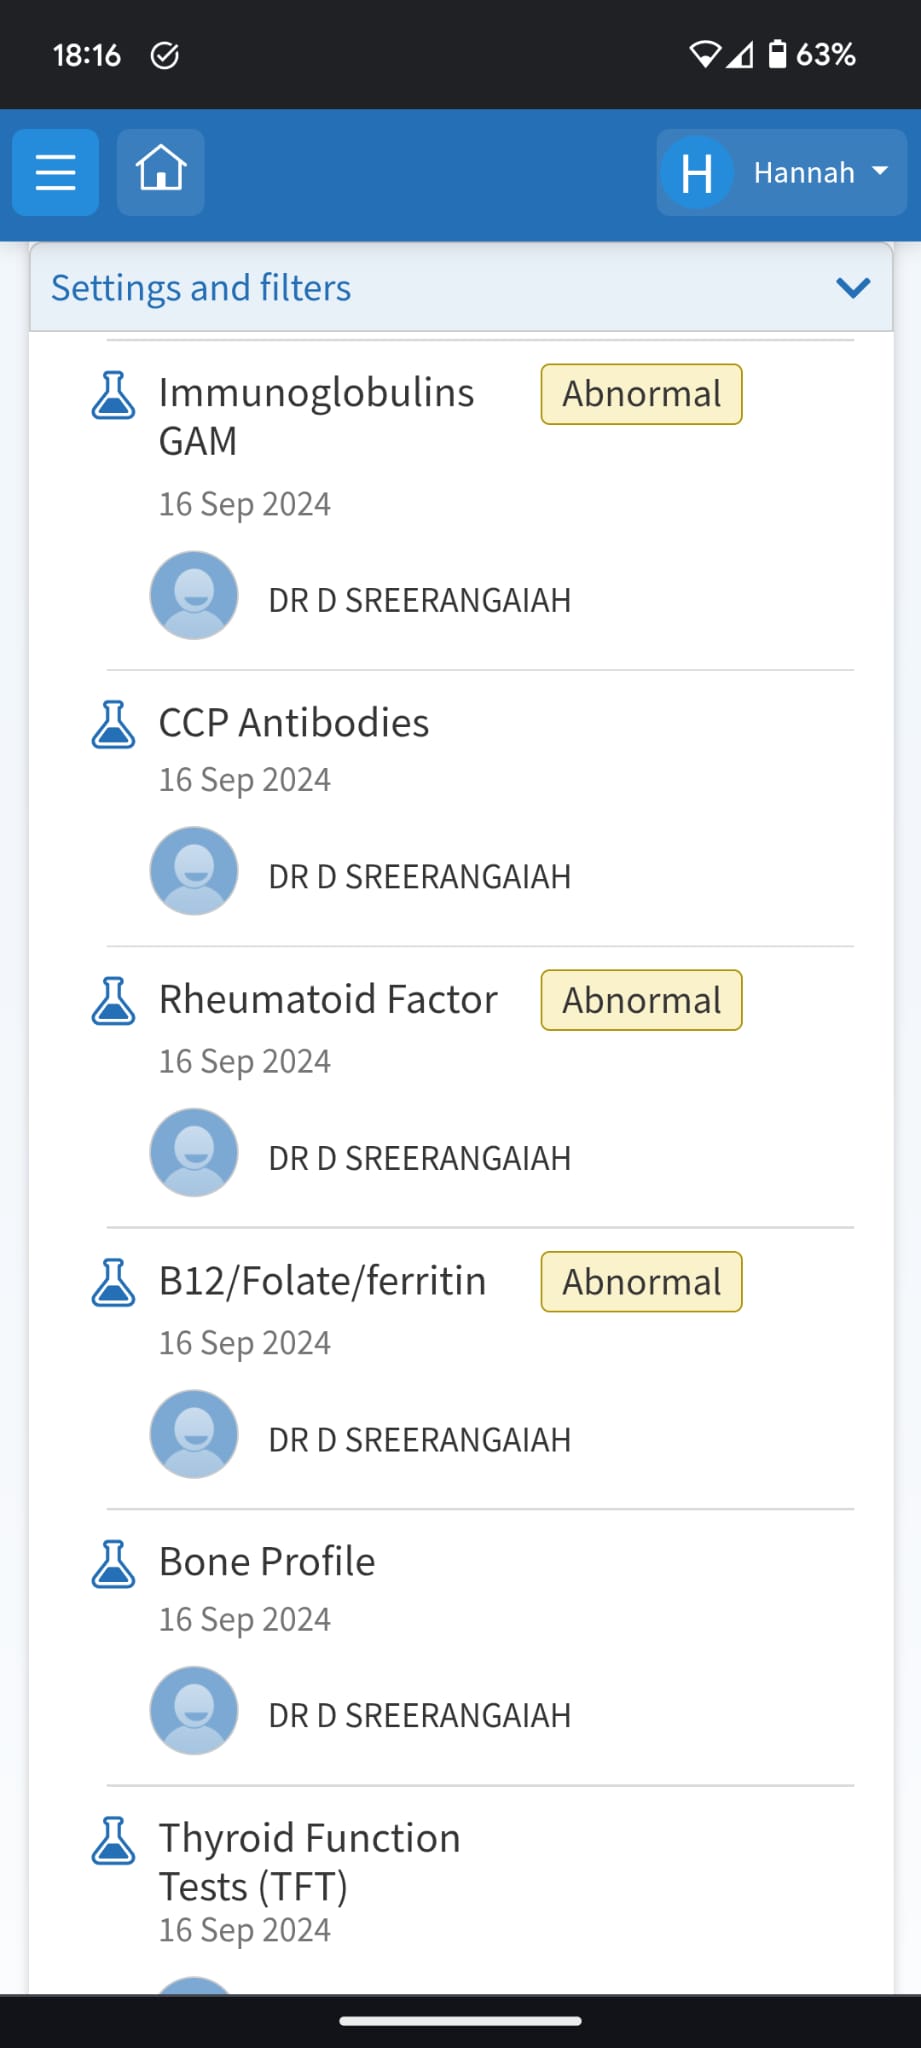 18:16
63%
H Hannah
Settings and filters
Immunoglobulins Abnormal
GAM
16 Sep 2024
DR D SREERANGAIAH
CCP Antibodies
16 Sep 2024
DR D SREERANGAIAH
Rheumatoid Factor Abnormal
16 Sep 2024
DR D SREERANGAIAH
B12/Folate/ferritin Abnormal
16 Sep 2024
DR D SREERANGAIAH
Bone Profile
16 Sep 2024
DR D SREERANGAIAH
Thyroid Function
Tests (TFT)
16 Sep 2024